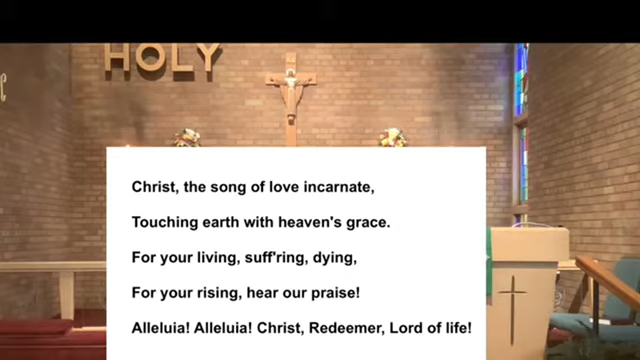 HOLY
Christ, the song of love incarnate,
Touching earth with heaven's grace.
For your living, suff'ring, dying,
For your rising, hear our praise!
Alleluia! Alleluia! Christ, Redeemer, Lord of life!